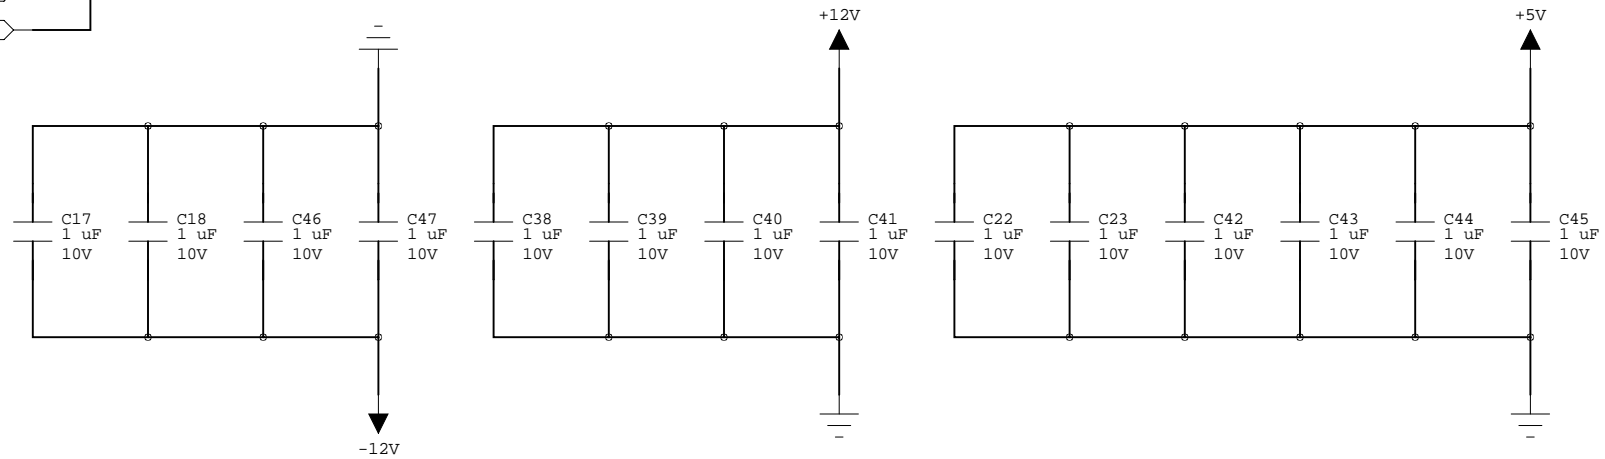 +12V
+5V
C17
1 uF
10V
C18
1 uF
10V
C46
1 uF
10V
C47
1 uF
10V
C38
1 uF
10V
C39
1 uF
10V
C40
1 uF
10V
C41
1 uF
10V
C22
1 uF
10V
C23
1 uF
10V
C42
1 uF
10V
C43
1 uF
10V
C44
1 uF
10V
C45
1 uF
10V
-12V